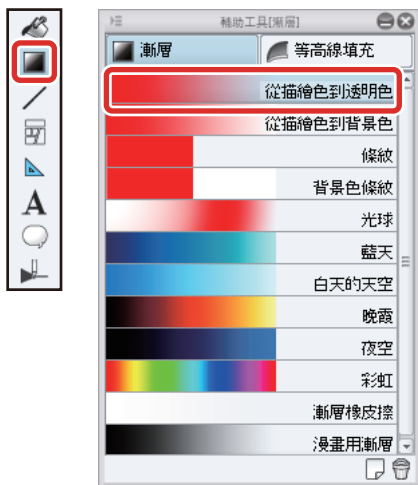 A
輔助工具[漸層]
漸層
等高線填充
從描繪色到透明色
從描繪色到背景色
條紋
背景色條紋
光球
藍天
白天的天空
晚霞
夜空
彩虹
漸層橡皮擦
漫畫用漸層